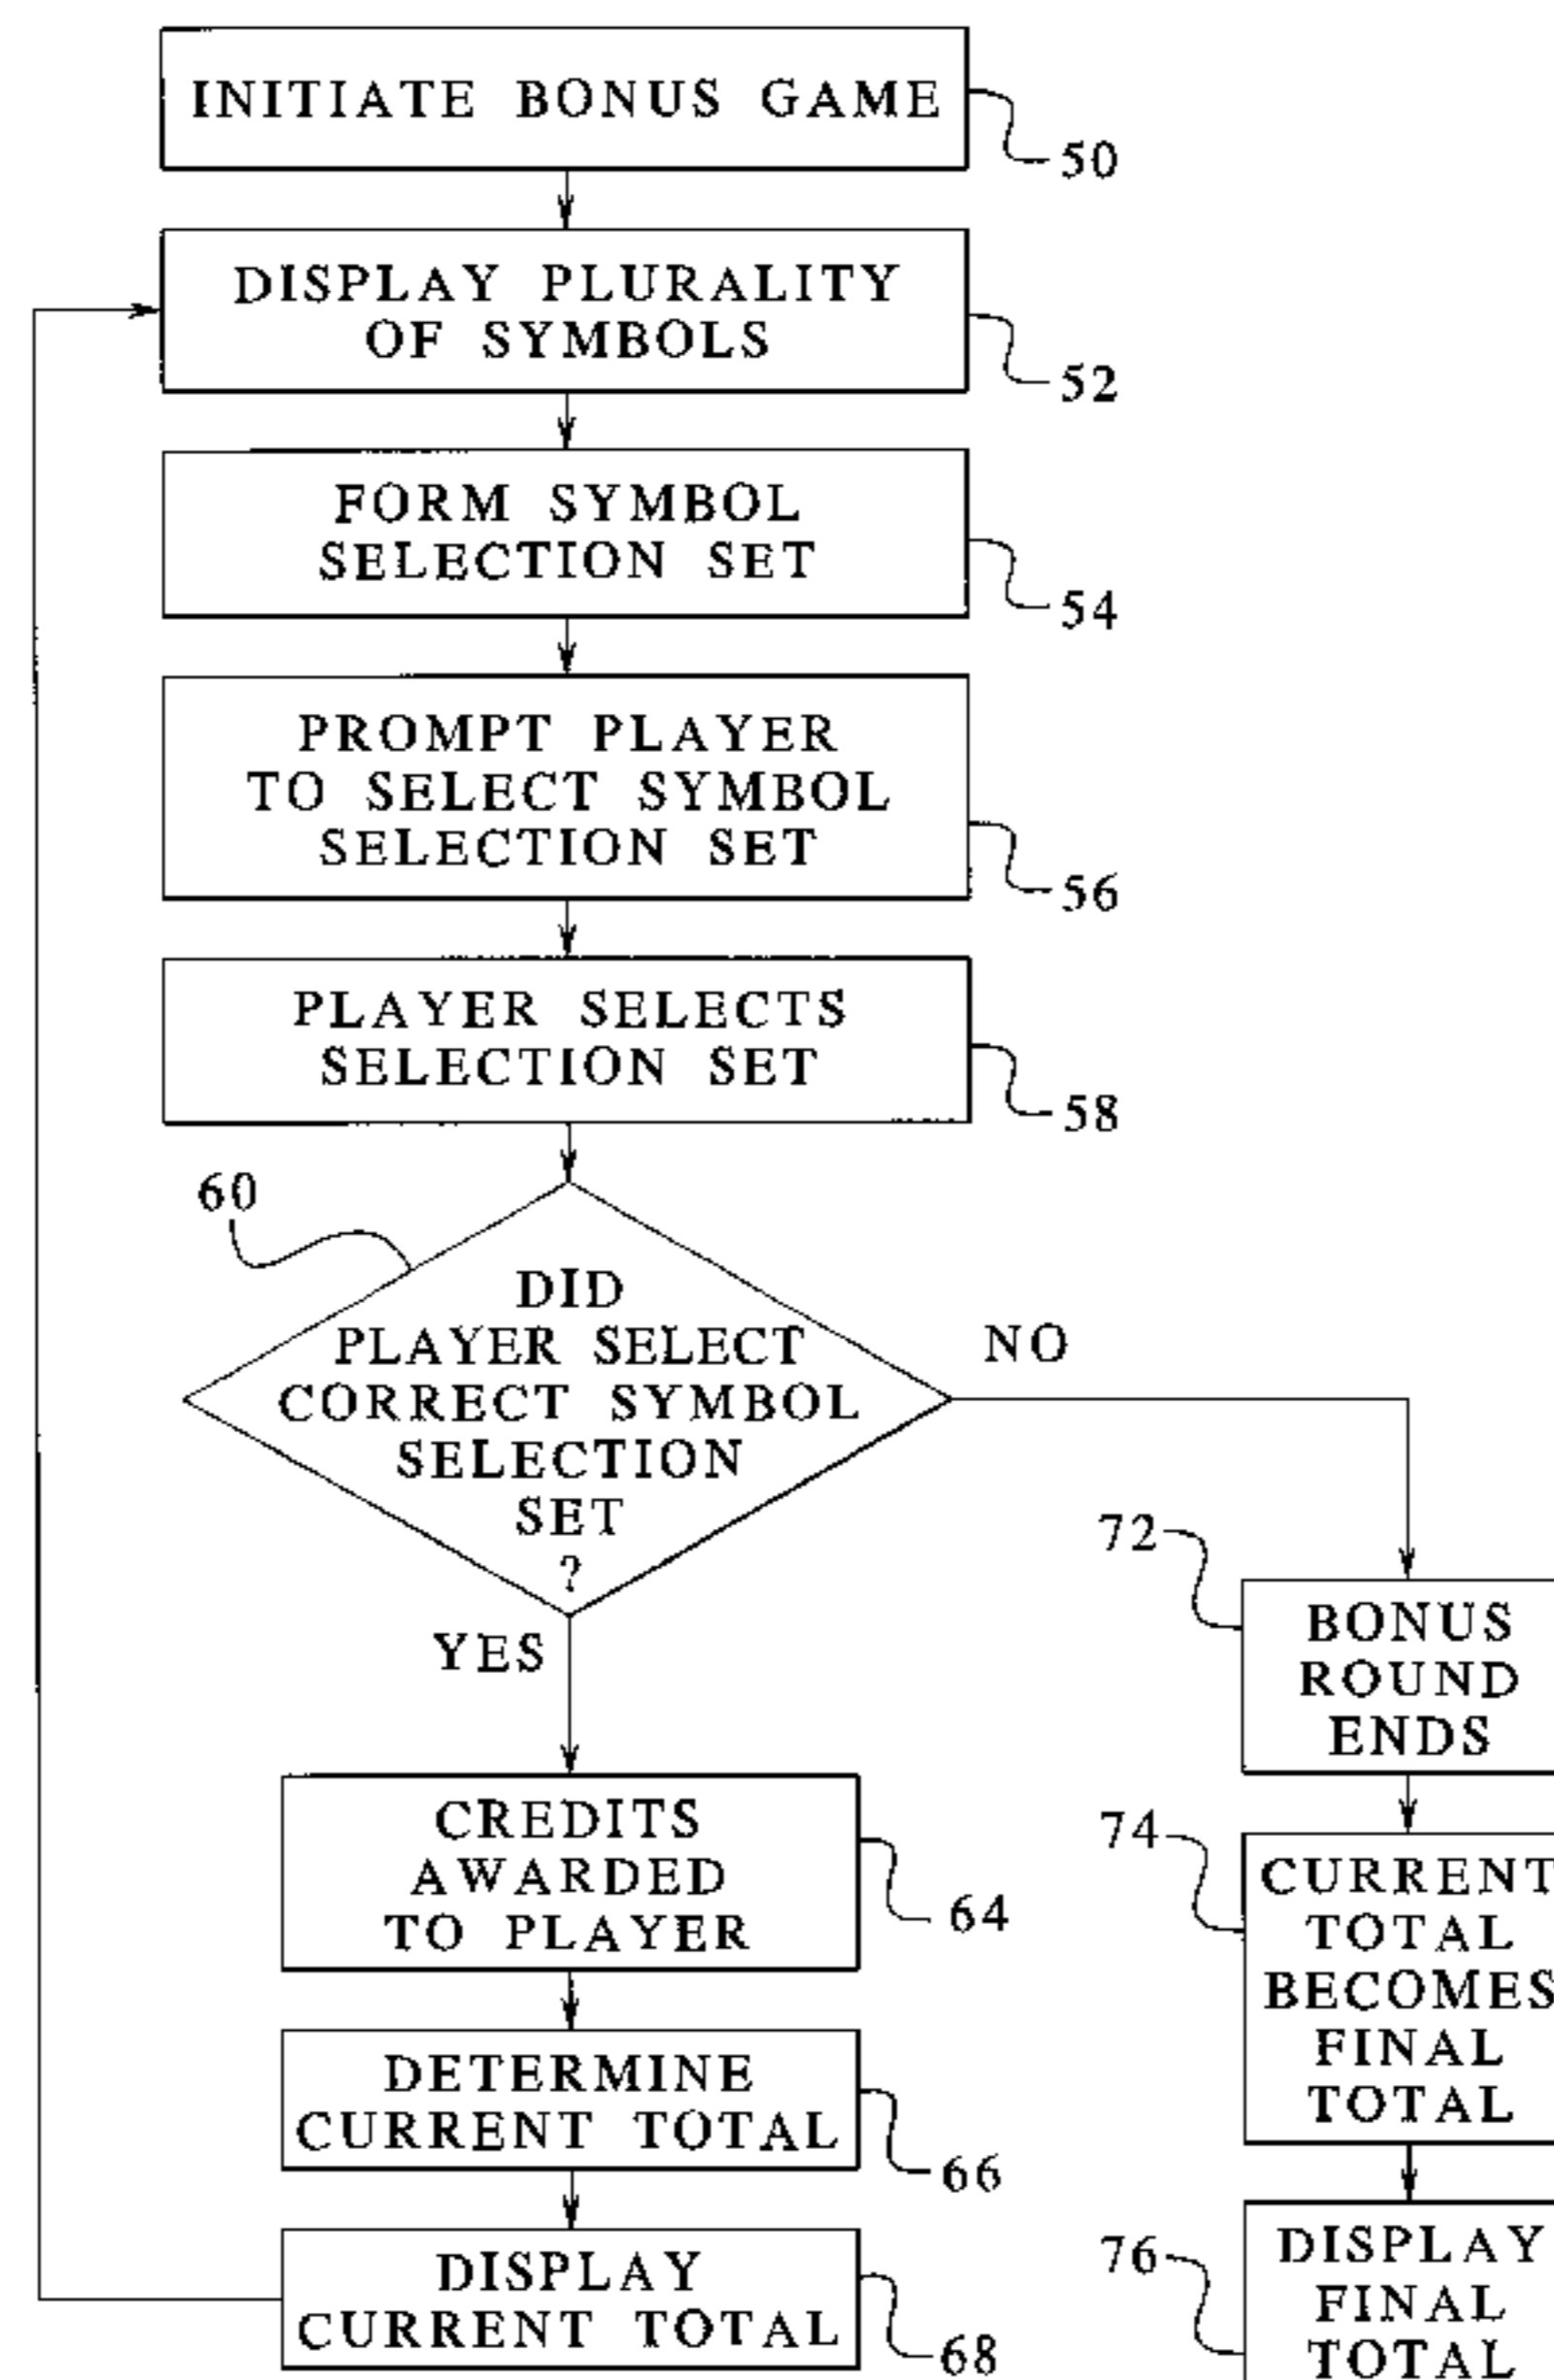 INITIATE BONUS GAME
50
DISPLAY PLURALITY
OF SYMBOLS
52
FORM SYMBOL
SELECTION SET
54
PROMPT PLAYER
TO SELECT SYMBOL
SELECTION SET
56
PLAYER SELECTS
SELECTION SET
58
60
DID
PLAYER SELECT
CORRECT SYMBOL
SELECTION
SET
?
NO
YES
CREDITS
AWARDED
TO PLAYER
64
DETERMINE
CURRENT TOTAL
66
DISPLAY
CURRENT TOTAL
68
72
BONUS
ROUND
ENDS
74
CURRENT
TOTAL
BECOMES
FINAL
TOTAL
76
DISPLAY
FINAL
TOTAL